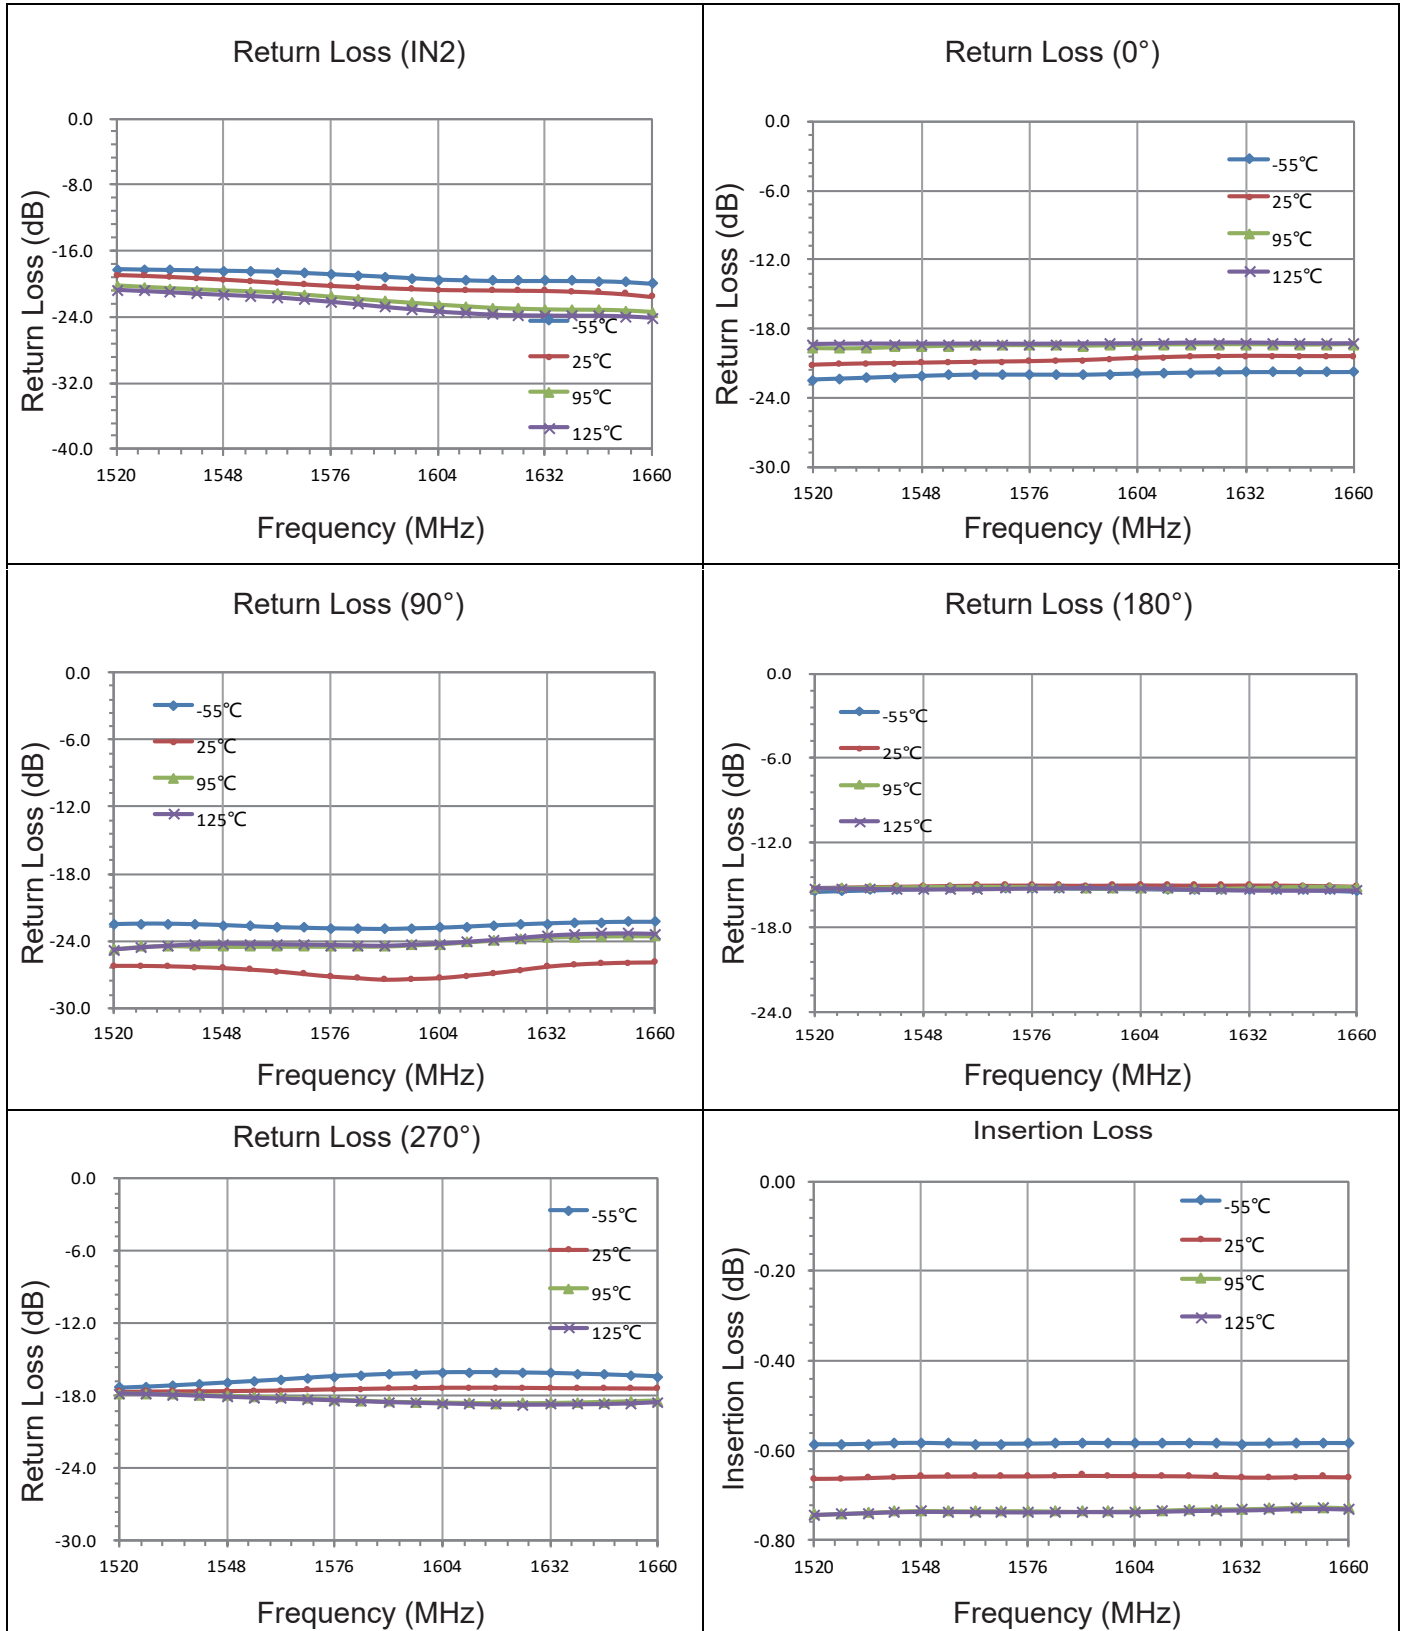 Return Loss (IN2)
Return Loss (dB)
0.0
-8.0
-16.0
-24.0
-32.0
-40.0
-55℃
25℃
95℃
125℃
1520 1548 1576 1604 1632 1660
Frequency (MHz)
Return Loss (0°)
Return Loss (dB)
0.0
-6.0
-12.0
-18.0
-24.0
-30.0
-55℃
25℃
95℃
125℃
1520 1548 1576 1604 1632 1660
Frequency (MHz)
Return Loss (90°)
Return Loss (dB)
0.0
-6.0
-12.0
-18.0
-24.0
-30.0
-55℃
25℃
95℃
125℃
1520 1548 1576 1604 1632 1660
Frequency (MHz)
Return Loss (180°)
Return Loss (dB)
0.0
-6.0
-12.0
-18.0
-24.0
-55℃
25℃
95℃
125℃
1520 1548 1576 1604 1632 1660
Frequency (MHz)
Return Loss (270°)
Return Loss (dB)
0.0
-6.0
-12.0
-18.0
-24.0
-30.0
-55℃
25℃
95℃
125℃
1520 1548 1576 1604 1632 1660
Frequency (MHz)
Insertion Loss
Insertion Loss (dB)
0.00
-0.20
-0.40
-0.60
-0.80
-55℃
25℃
95℃
125℃
1520 1548 1576 1604 1632 1660
Frequency (MHz)